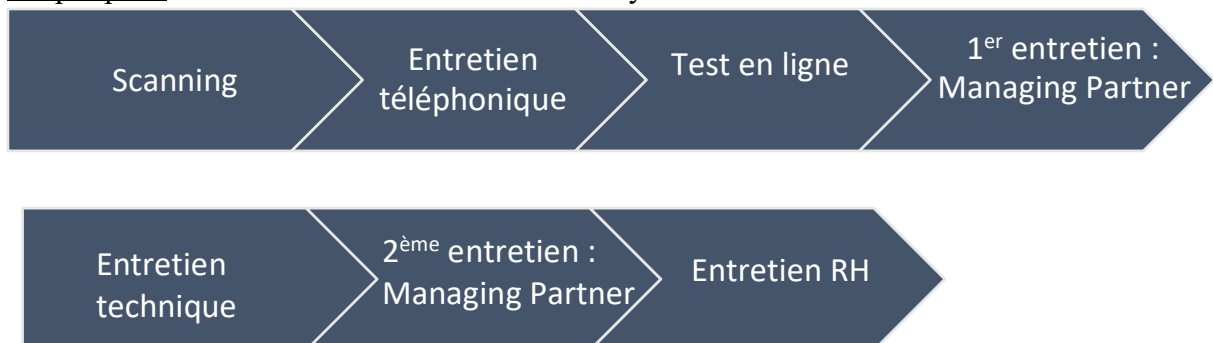 Scanning
Entretien
téléphonique
Test en ligne
1er entretien :
Managing Partner
Entretien
technique
2ème entretien :
Managing Partner
Entretien RH